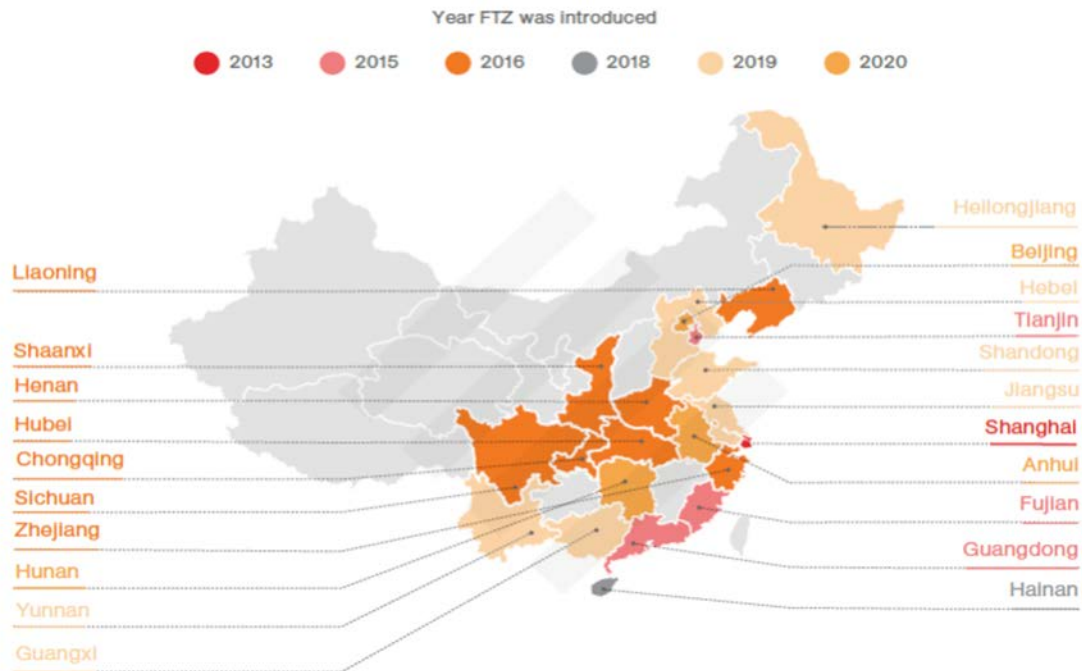 Year FTZ was introduced
2013 2015 2016 2018 2019 2020
Heilongjiang
Beijing
Liaoning
Hebei
Tianjin
Shaanxi
Shandong
Henan
Jiangsu
Hubei
Shanghai
Chongqing
Anhui
Sichuan
Fujian
Zhejiang
Guangdong
Hunan
Hainan
Yunnan
Guangxi